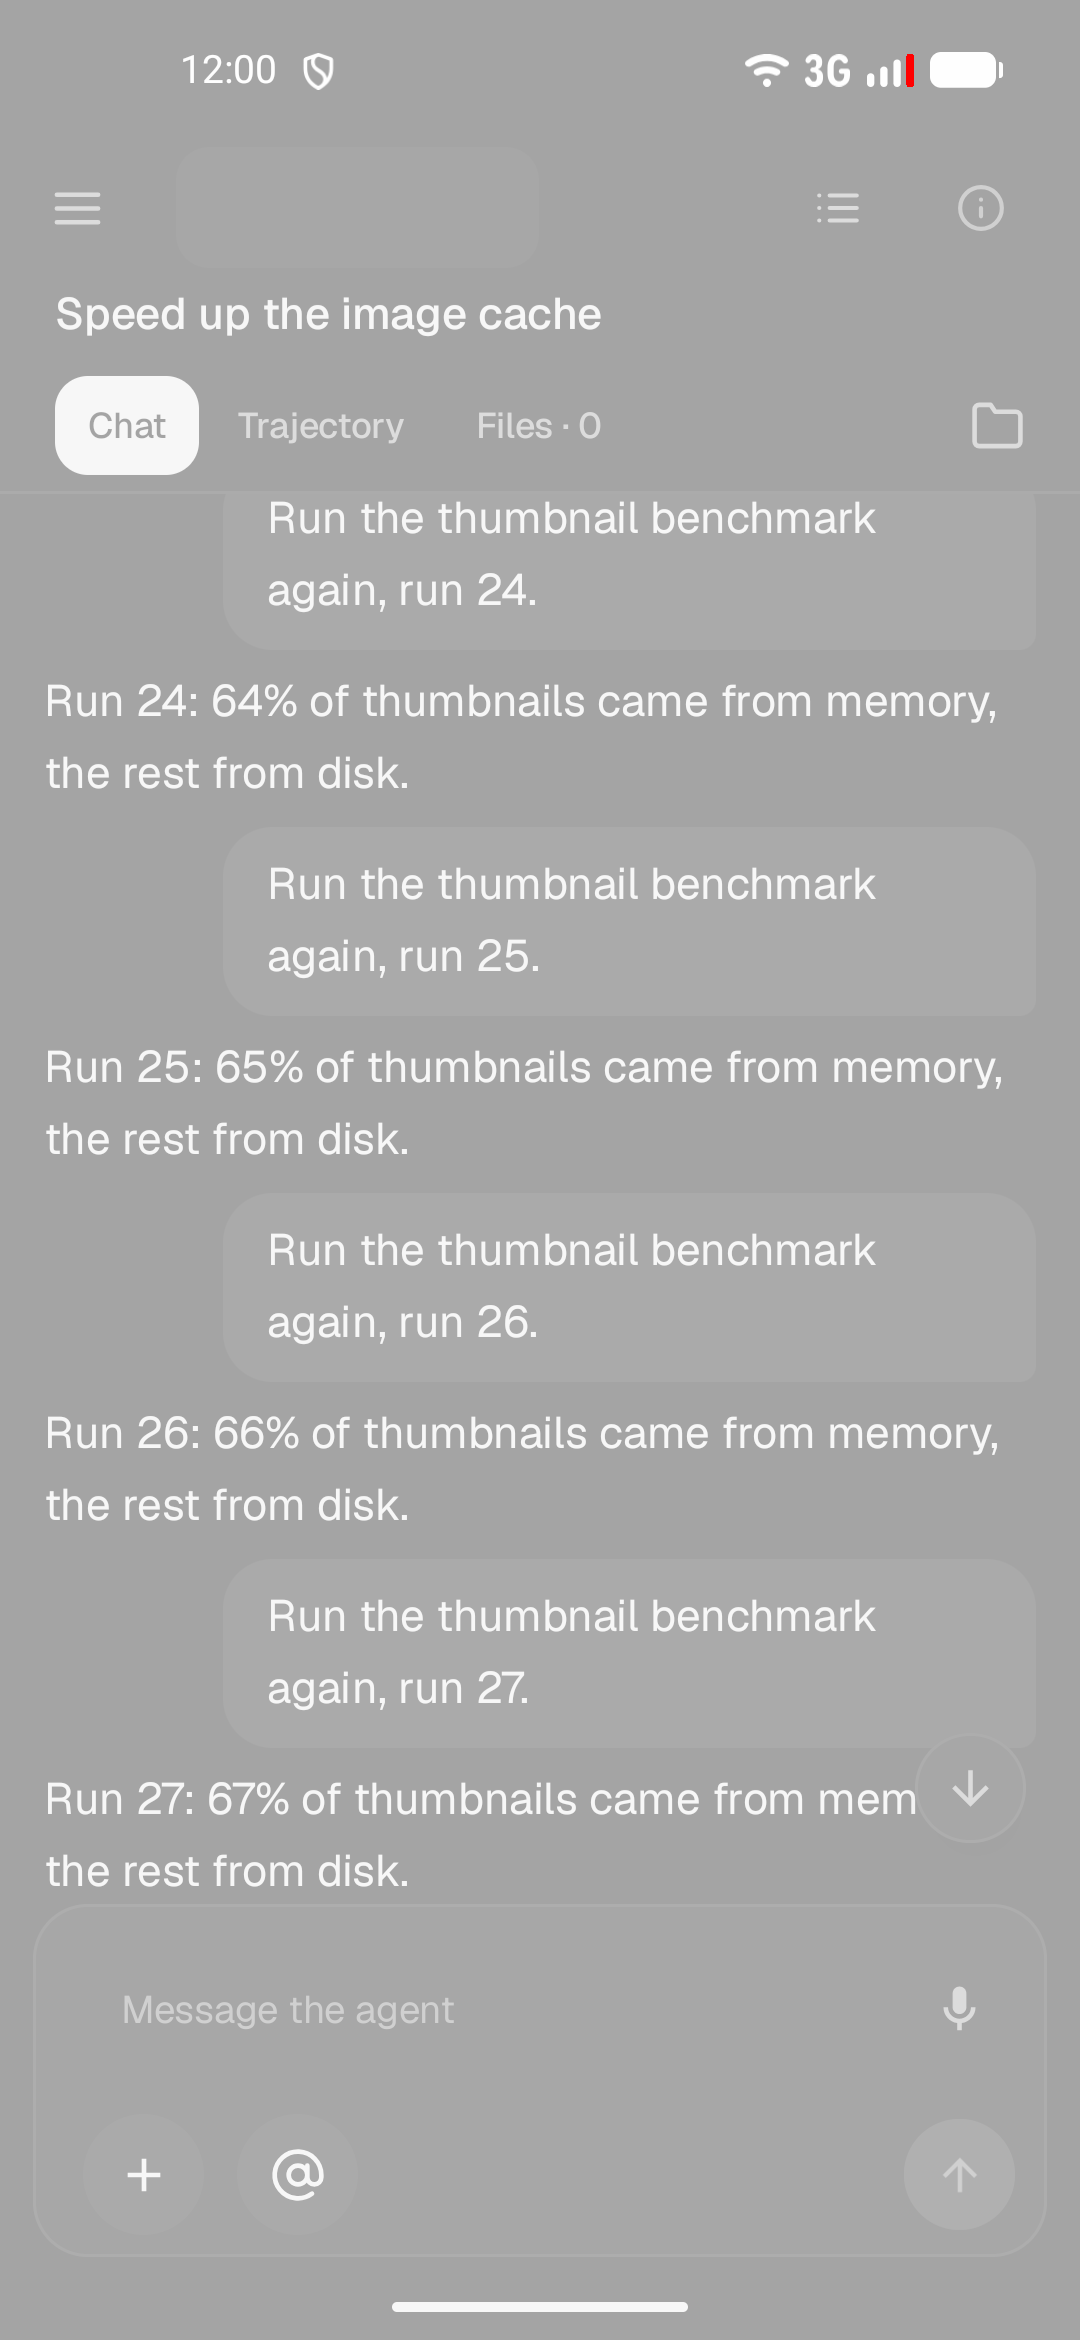 12:00
3G
Speed up the image cache
Chat
Trajectory
Files · 0
Run the thumbnail benchmark
again, run 24.
Run 24: 64% of thumbnails came from memory,
the rest from disk.
Run the thumbnail benchmark
again, run 25.
Run 25: 65% of thumbnails came from memory,
the rest from disk.
Run the thumbnail benchmark
again, run 26.
Run 26: 66% of thumbnails came from memory,
the rest from disk.
Run the thumbnail benchmark
again, run 27.
Run 27: 67% of thumbnails came from mem
the rest from disk.
Message the agent